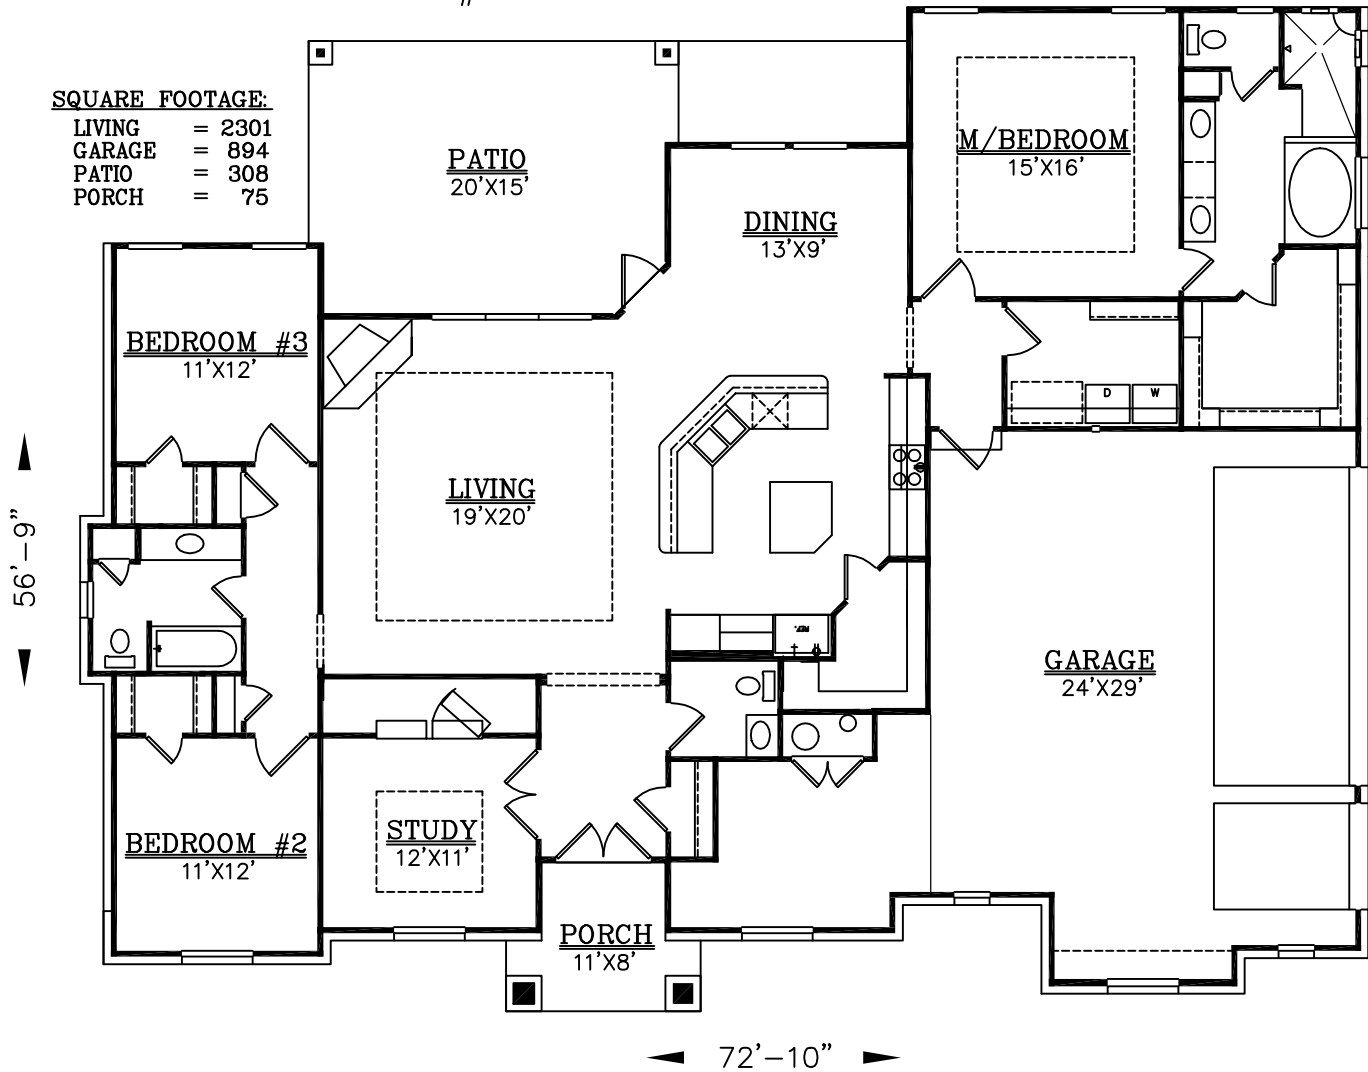 #
SQUARE FOOTAGE:
LIVING = 2301
GARAGE = 894
PATIO = 308
PORCH = 75
PATIO
20'X15'
M/BEDROOM
15'X16'
DINING
13'X9'
BEDROOM #3
11'X12'
D
W
LIVING
19'X20'
56'-9"
REF.
GARAGE
24'X29'
STUDY
12'X11'
BEDROOM #2
11'X12'
PORCH
11'X8'
72'-10"